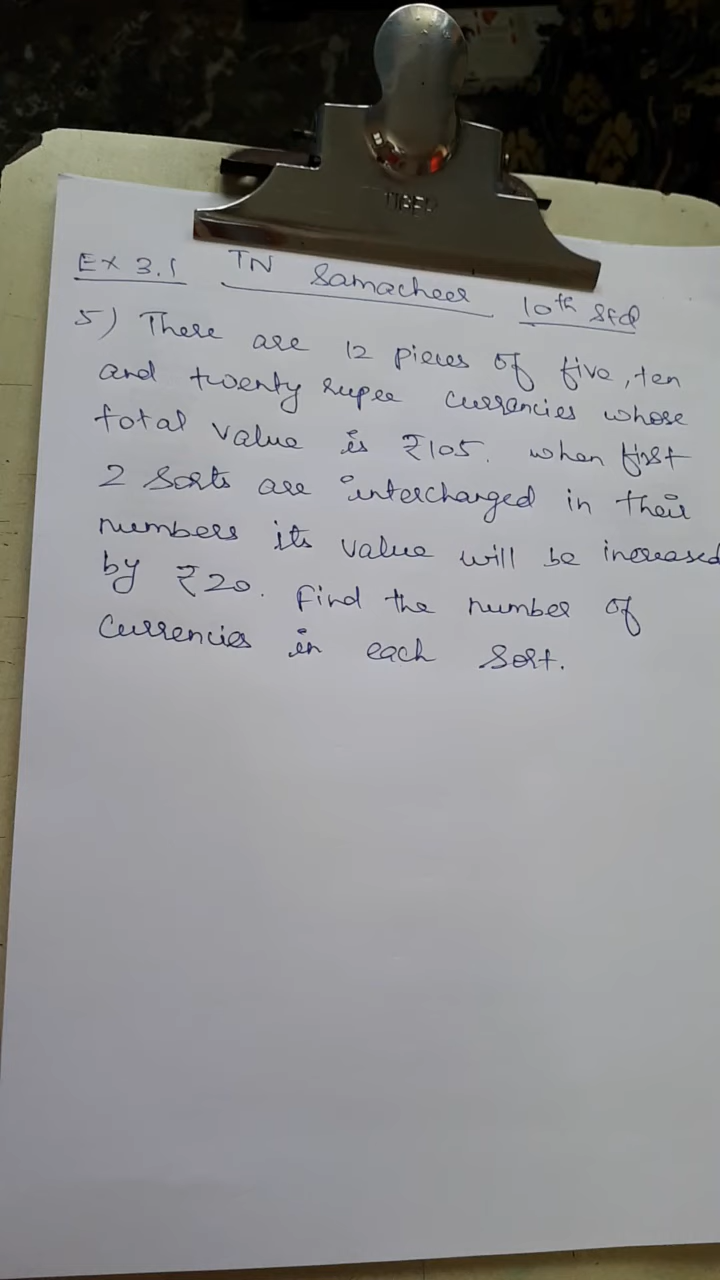 TIGER
Ex 3.1 TN Samacheer 10th std
5) There are 12 pieces of five, ten
and twenty rupee currencies whose
total value is ₹105. when first
2 sorts are interchanged in their
numbers its value will be increased
by ₹20. Find the number of
currencies in each sort.